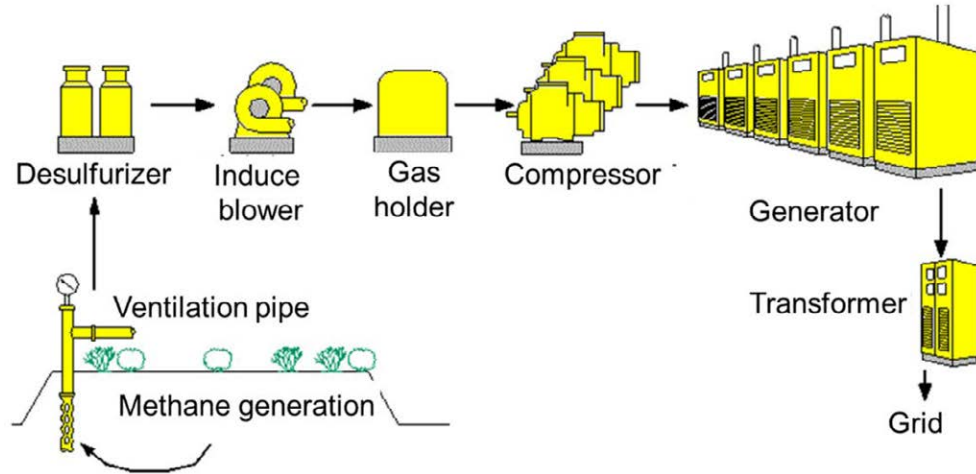 Desulfurizer
Induce
blower
Gas
holder
Compressor
Generator
Ventilation pipe
Transformer
Methane generation
Grid